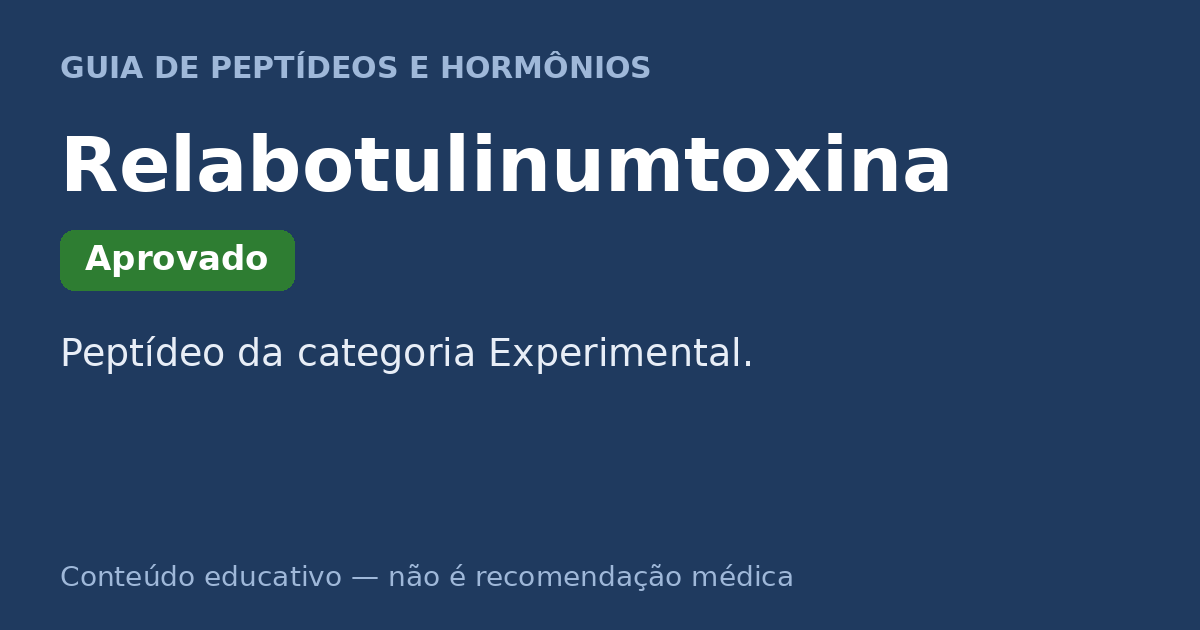 GUIA DE PEPTÍDEOS E HORMÔNIOS
Relabotulinumtoxina
Aprovado
Peptídeo da categoria Experimental.
Conteúdo educativo — não é recomendação médica